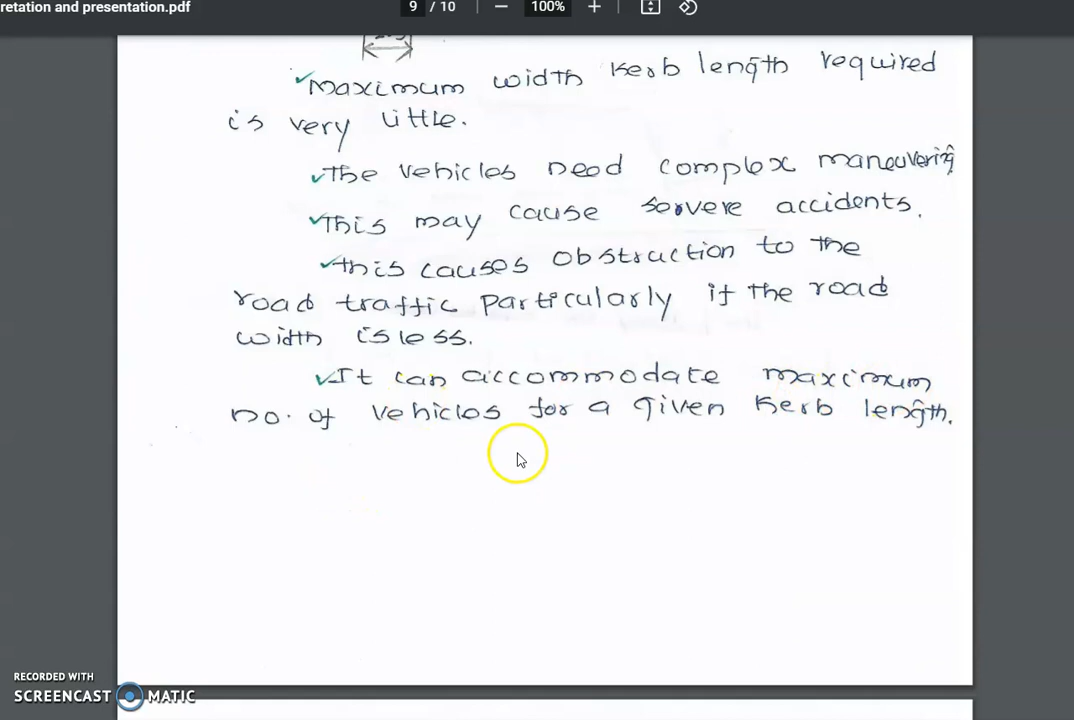 retation and presentation.pdf
9 / 10
100%
✓Maximum width kerb length required
is very little.
✓The vehicles need complex maneuvering
✓This may cause servere accidents.
✓this causes obstruction to the
road traffic particularly if the road
width is less.
✓It can accommodate maximum
no. of vehicles for a given kerb length.
RECORDED WITH
SCREENCAST MATIC